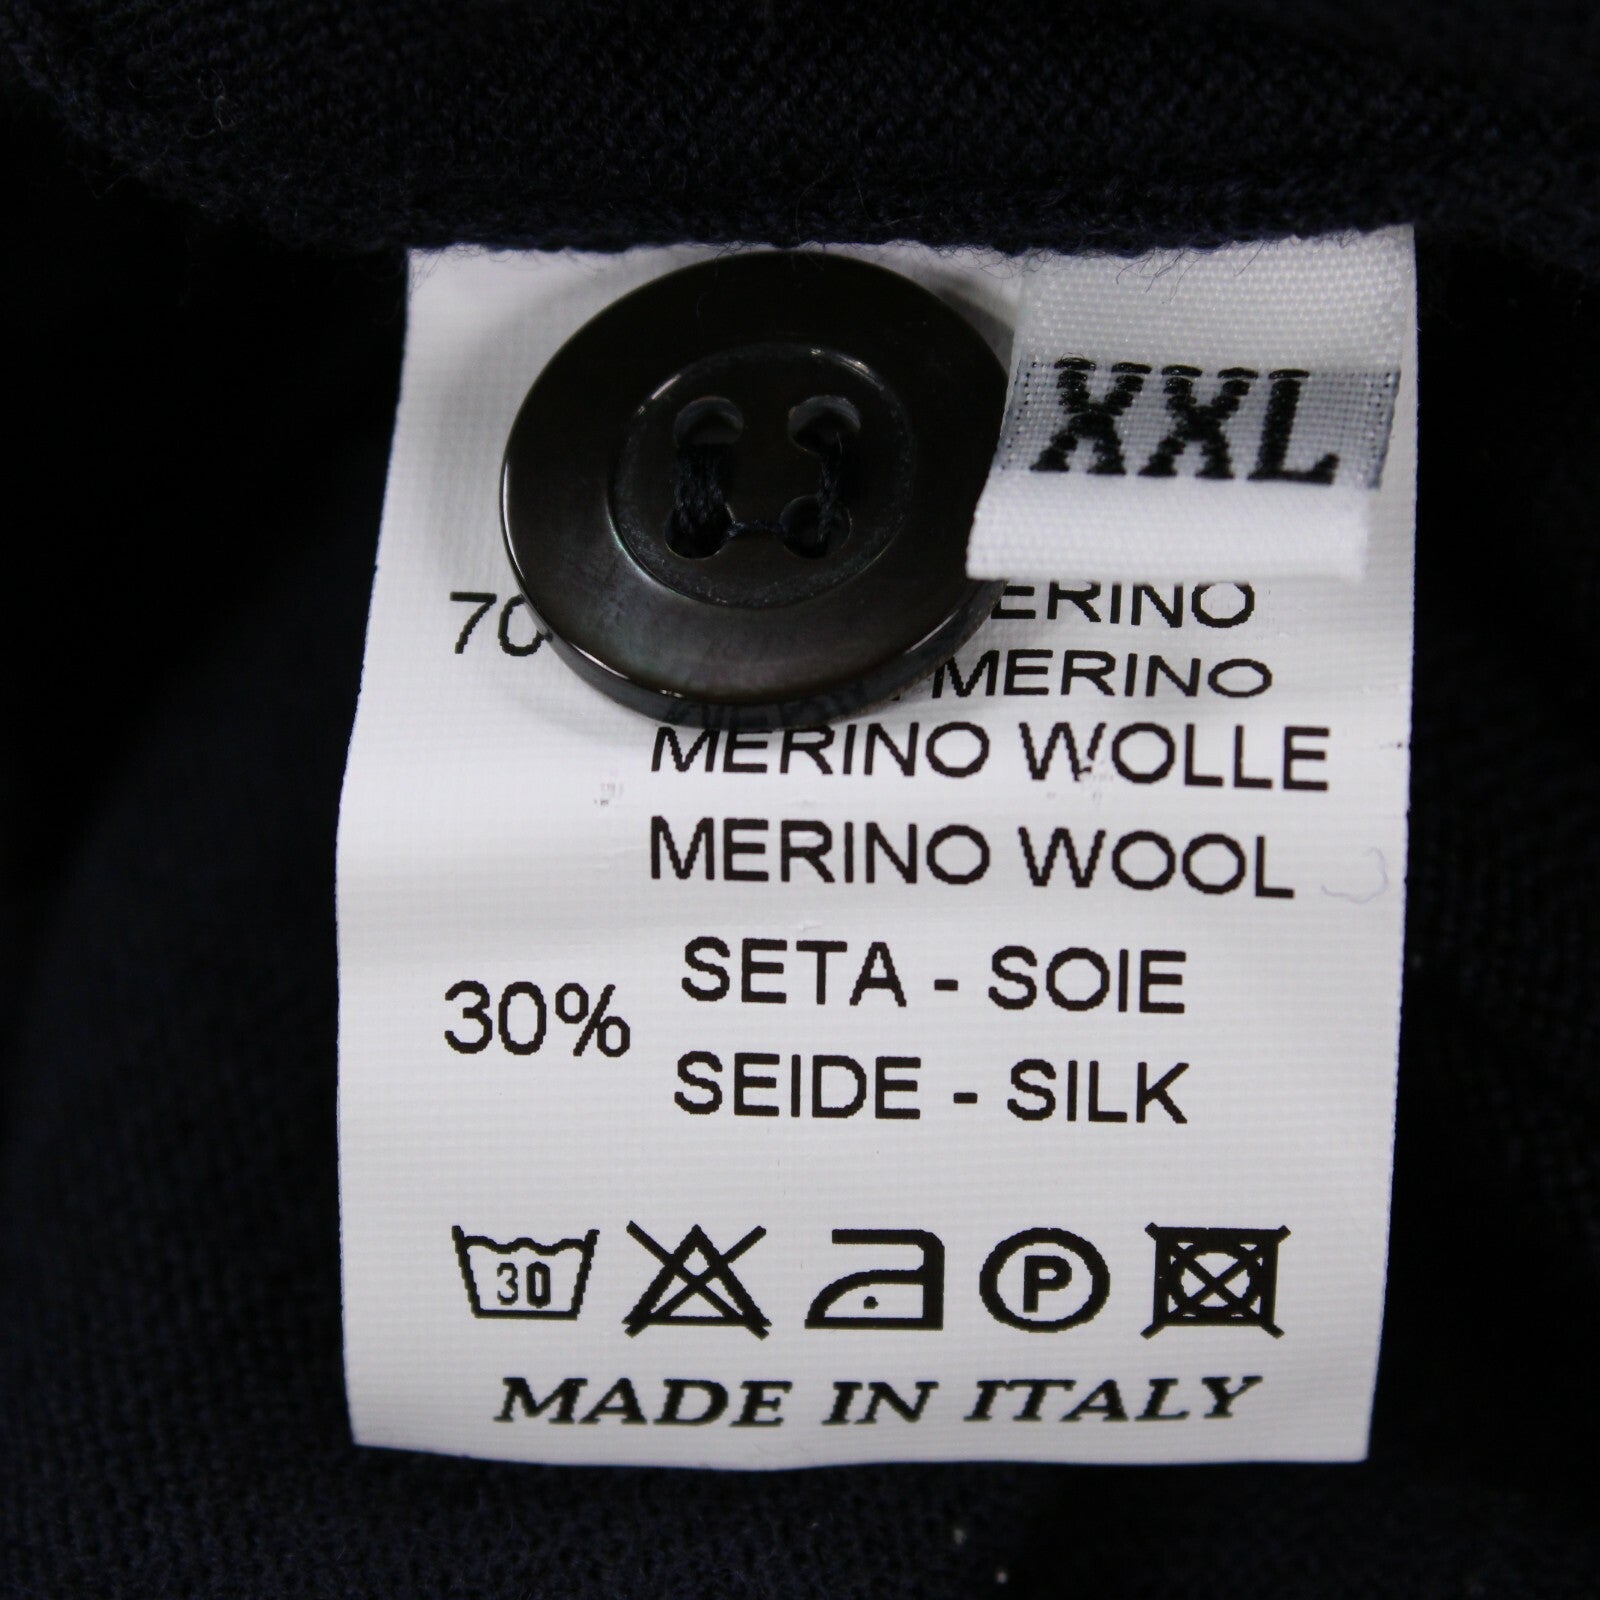 XXL
70
MERINO
MERINO WOLLE
MERINO WOOL
30% SETA - SOIE
SEIDE - SILK
30 P
MADE IN ITALY